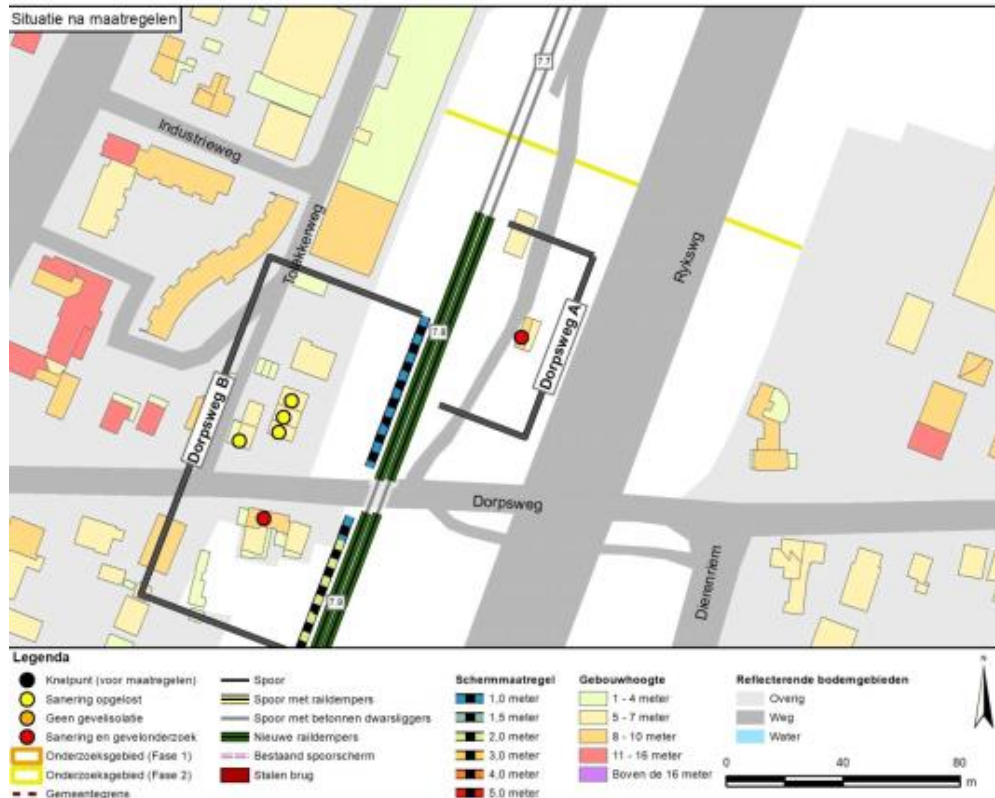 Situatie na maatregelen
7.7
Industrieweg
Tolakkerweg
Rykswg
7.8
Dorpsweg A
Dorpsweg B
Dorpsweg
Dierenriem
7.9
Legenda
Knelpunt (voor maatregelen)
Sanering opgelost
Geen gevelisolatie
Sanering en gevelonderzoek
Onderzoeksgebied (Fase 1)
Onderzoeksgebied (Fase 2)
Gemeentegrens
Spoor
Spoor met raildempers
Spoor met betonnen dwarsliggers
Nieuwe raildempers
Bestaand spoorscherm
Stalen brug
Schermmaatregel
1,0 meter
1,5 meter
2,0 meter
3,0 meter
4,0 meter
5,0 meter
Gebouwhoogte
1 - 4 meter
5 - 7 meter
8 - 10 meter
11 - 16 meter
Boven de 16 meter
Reflecterende bodemgebieden
Overig
Weg
Water
N
0 40 80
m